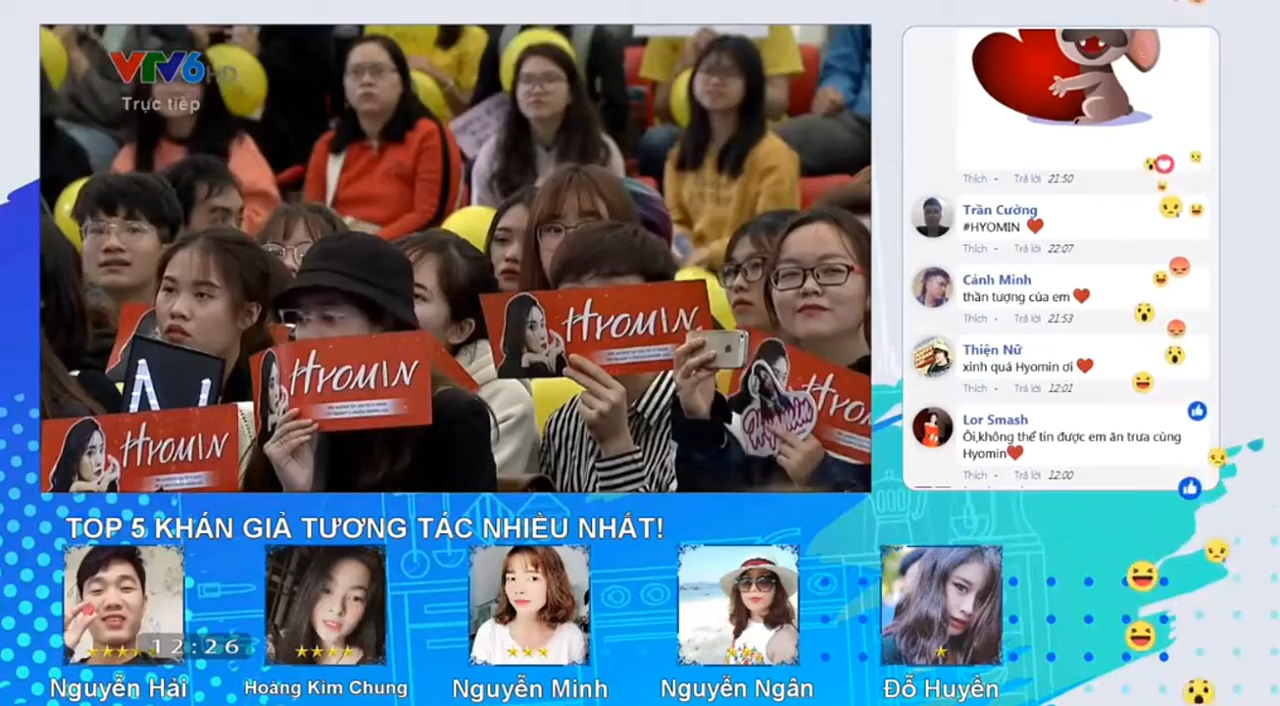 VTV6 HD
Trực tiếp
HYOMIN
HYOMIN
HYOMIN
HYOMIN
Thích - Trả lời 21:50
Trần Cường
#HYOMIN
Thích - Trả lời 22:07
Cảnh Minh
thần tượng của em
Thích - Trả lời 21:53
Thiện Nữ
xinh quá Hyomin ơi
Thích - Trả lời 12:01
Lor Smash
Ôi,không thể tin được em ăn trưa cùng
Hyomin
Thích - Trả lời 12:00
TOP 5 KHÁN GIẢ TƯƠNG TÁC NHIỀU NHẤT!
12:26
Nguyễn Hải
Hoàng Kim Chung
Nguyễn Minh
Nguyễn Ngân
Đỗ Huyền